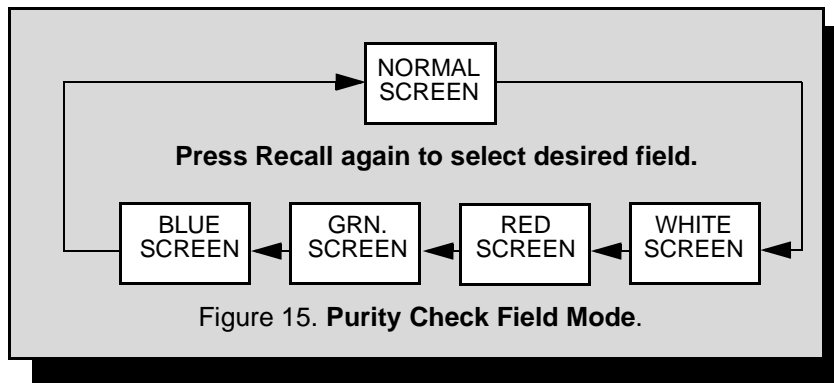 NORMAL
SCREEN
Press Recall again to select desired field.
BLUE
SCREEN
GRN.
SCREEN
RED
SCREEN
WHITE
SCREEN
Figure 15. Purity Check Field Mode.